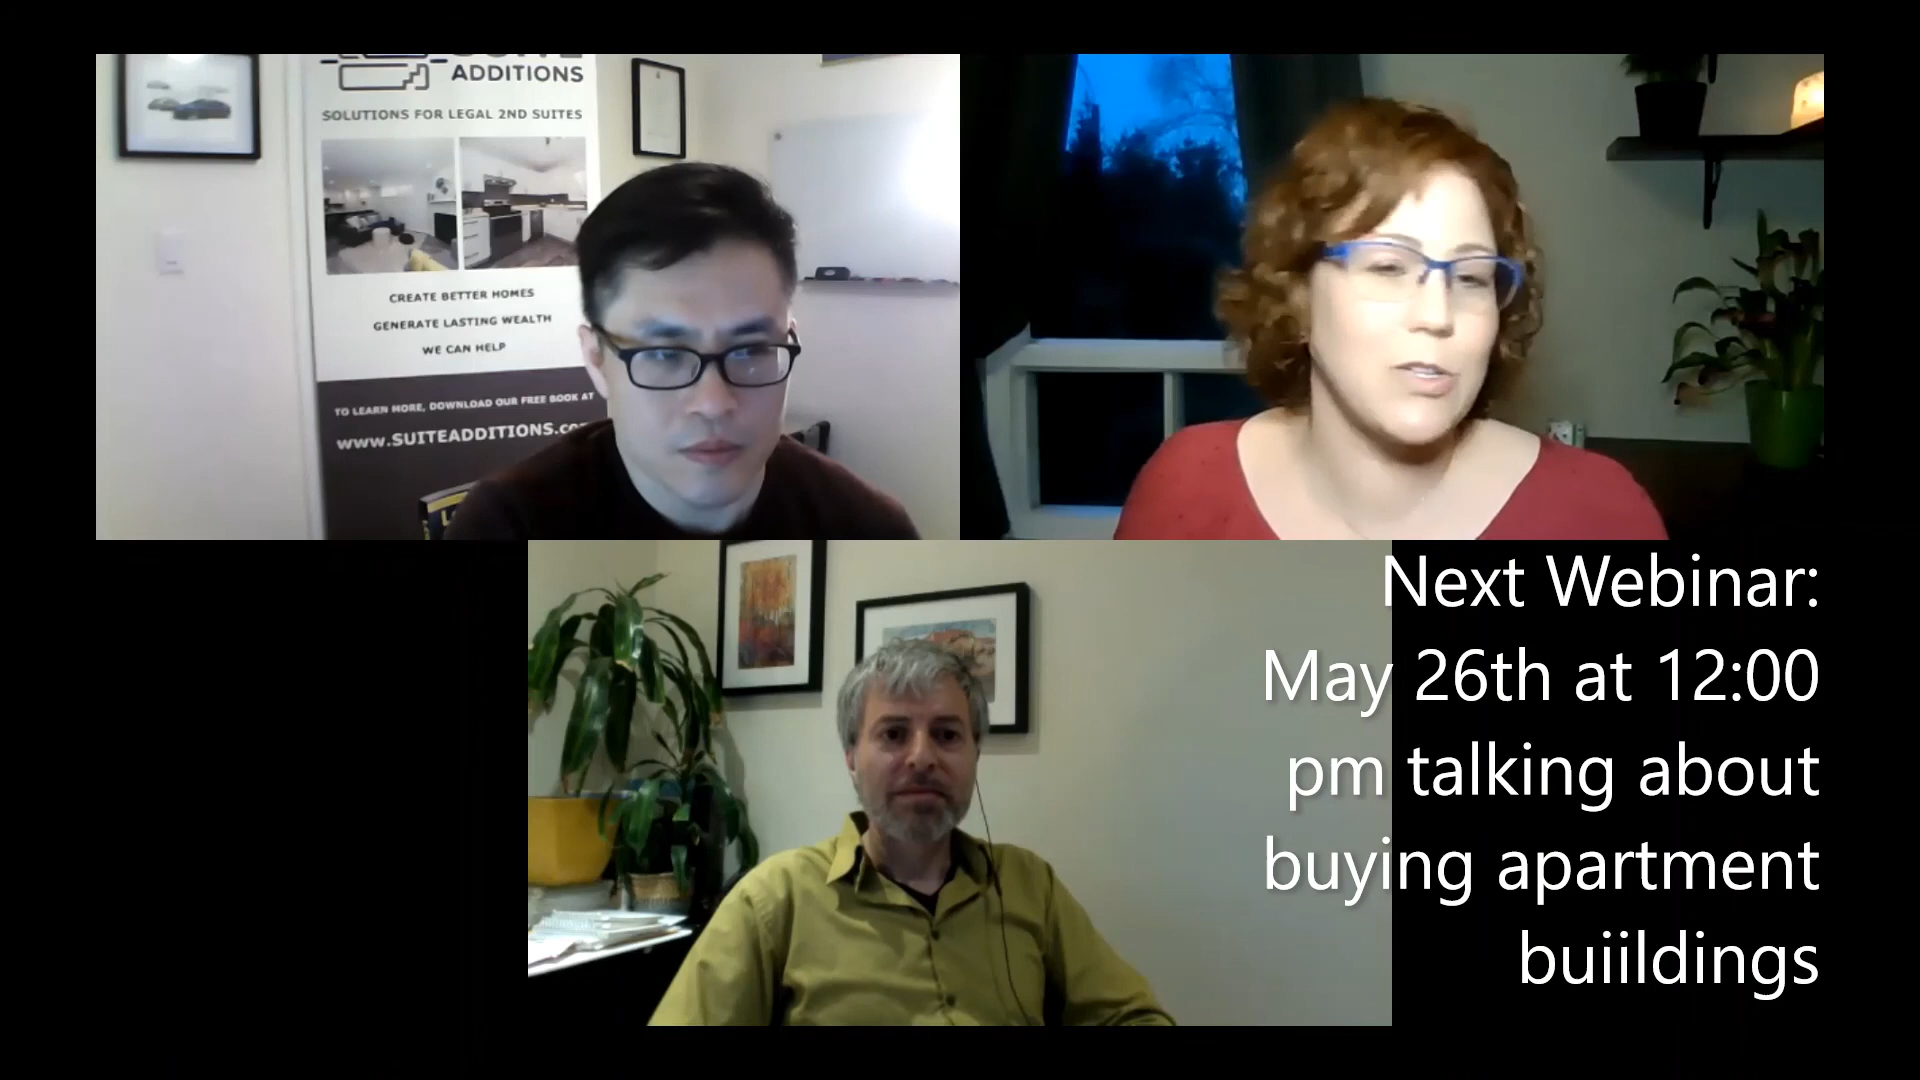 ADDITIONS
SOLUTIONS FOR LEGAL 2ND SUITES
CREATE BETTER HOMES
GENERATE LASTING WEALTH
WE CAN HELP
TO LEARN MORE, DOWNLOAD OUR FREE BOOK AT
www.SUITEADDITIONS.co
Next Webinar:
May 26th at 12:00
pm talking about
buying apartment
buiildings